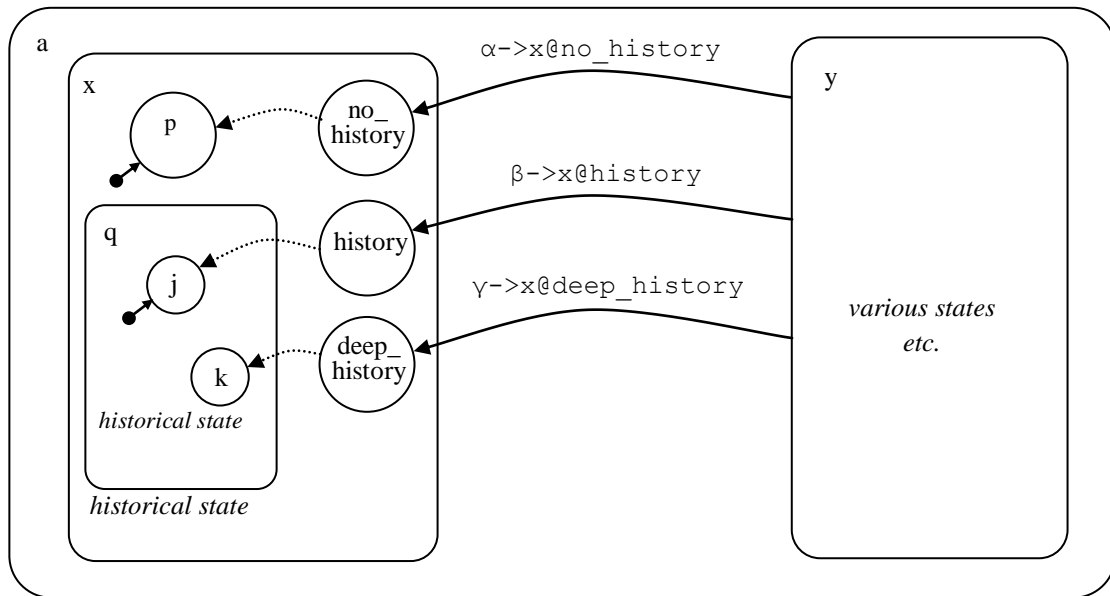 a
α->x@no_history
x
y
p
no_
history
β->x@history
q
history
j
γ->x@deep_history
various states
etc.
deep_
history
k
historical state
historical state